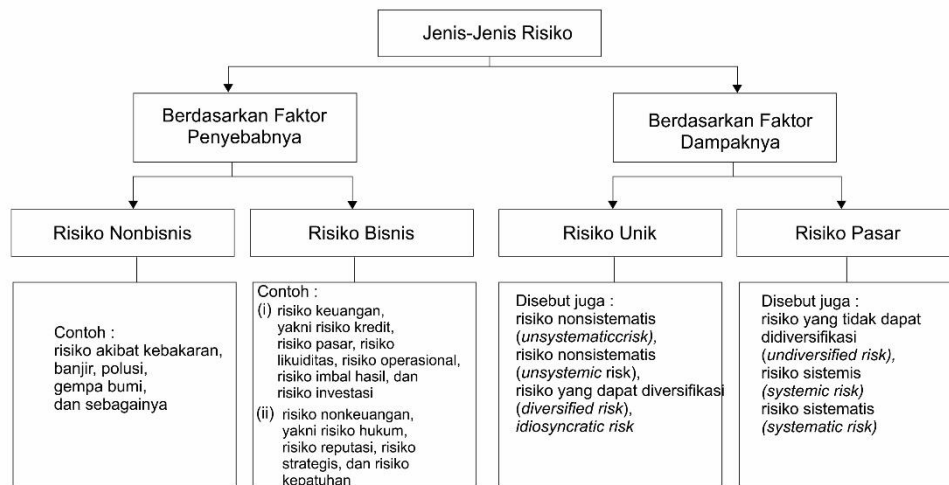 Jenis-Jenis Risiko
Berdasarkan Faktor
Penyebabnya
Berdasarkan Faktor
Dampaknya
Risiko Nonbisnis
Risiko Bisnis
Risiko Unik
Risiko Pasar
Contoh :
risiko akibat kebakaran,
banjir, polusi,
gempa bumi,
dan sebagainya
Contoh :
(i) risiko keuangan,
yakni risiko kredit,
risiko pasar, risiko
likuiditas, risiko operasional,
risiko imbal hasil, dan
risiko investasi
(ii) risiko nonkeuangan,
yakni risiko hukum,
risiko reputasi, risiko
strategis, dan risiko
kepatuhan
Disebut juga :
risiko nonsistematis
(unsystematiccrisk),
risiko nonsistematis
(unsystemic risk),
risiko yang dapat diversifikasi
(diversified risk),
idiosyncratic risk
Disebut juga :
risiko yang tidak dapat
didiversifikasi
(undiversified risk),
risiko sistemis
(systemic risk)
risiko sistematis
(systematic risk)